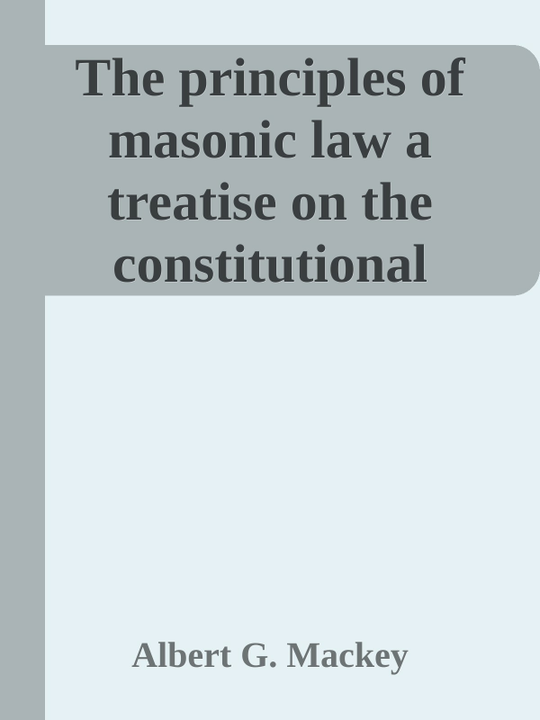 The principles of
masonic law a
treatise on the
constitutional
Albert G. Mackey